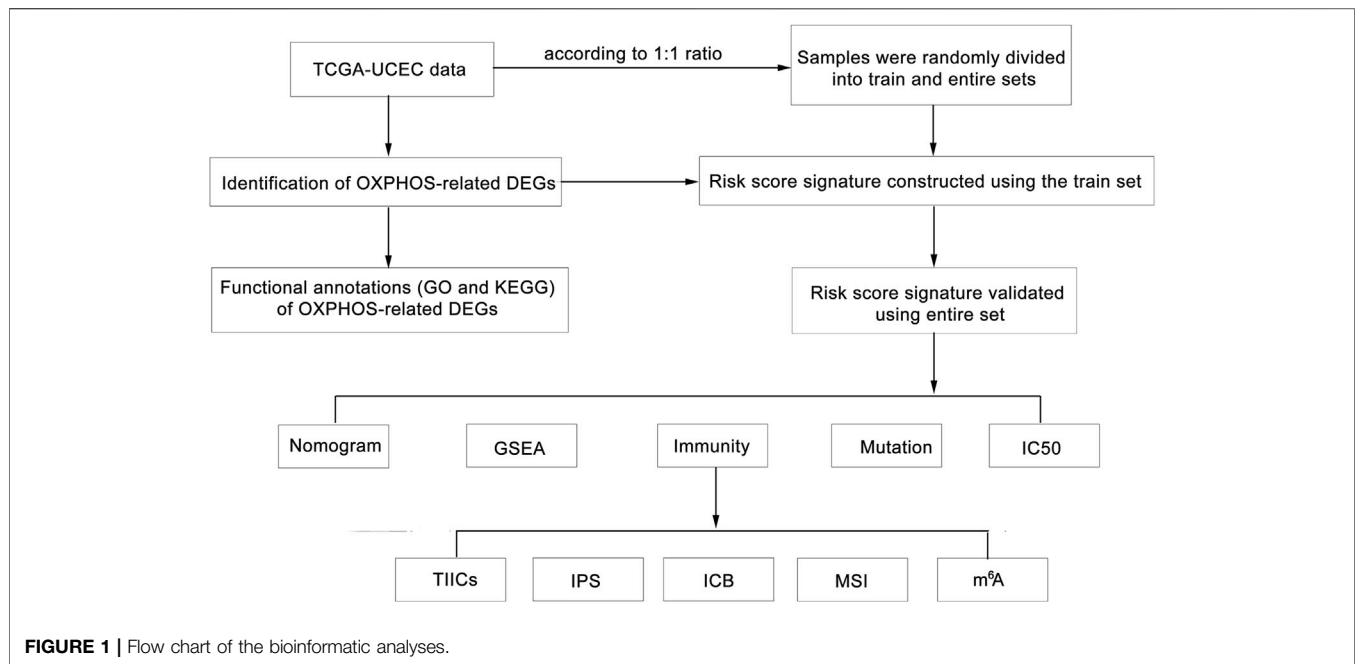 TCGA-UCEC data
according to 1:1 ratio
Samples were randomly divided
into train and entire sets
Identification of OXPHOS-related DEGs
Risk score signature constructed using the train set
Functional annotations (GO and KEGG)
of OXPHOS-related DEGs
Risk score signature validated
using entire set
Nomogram
GSEA
Immunity
Mutation
IC50
TIICs
IPS
ICB
MSI
m⁶A
FIGURE 1 | Flow chart of the bioinformatic analyses.